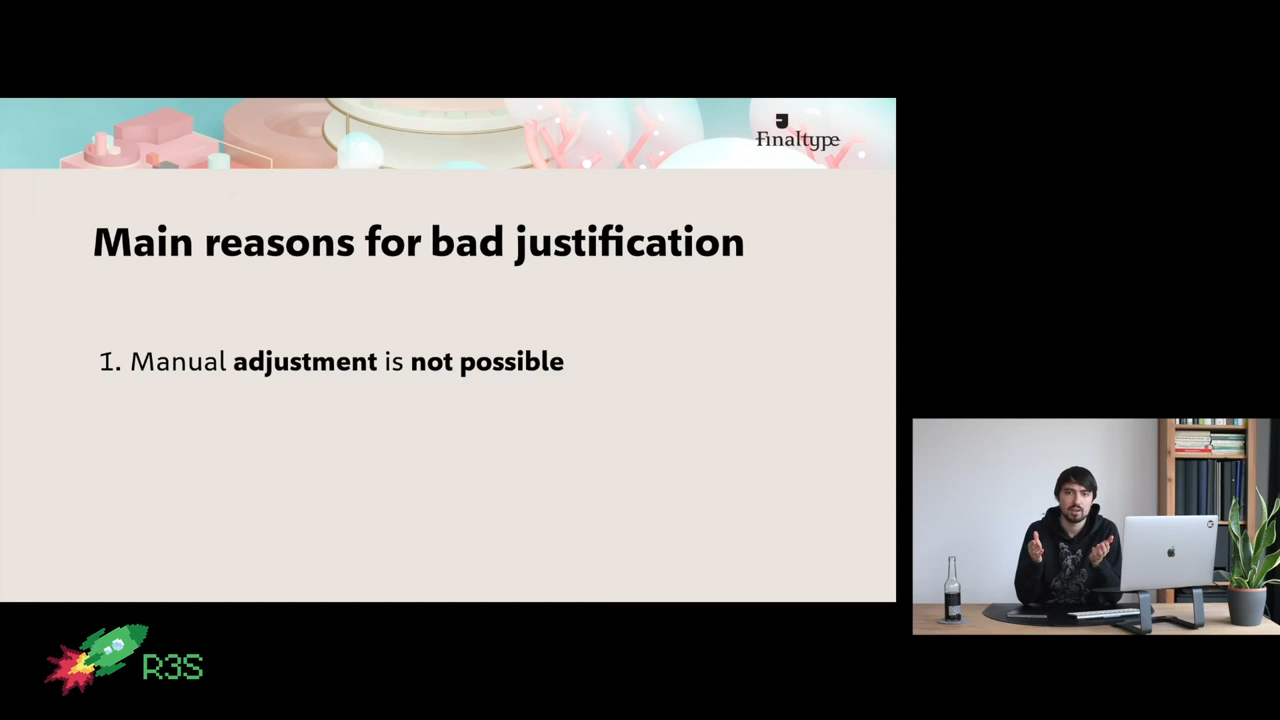 Finaltype
Main reasons for bad justification
1. Manual adjustment is not possible
R3S